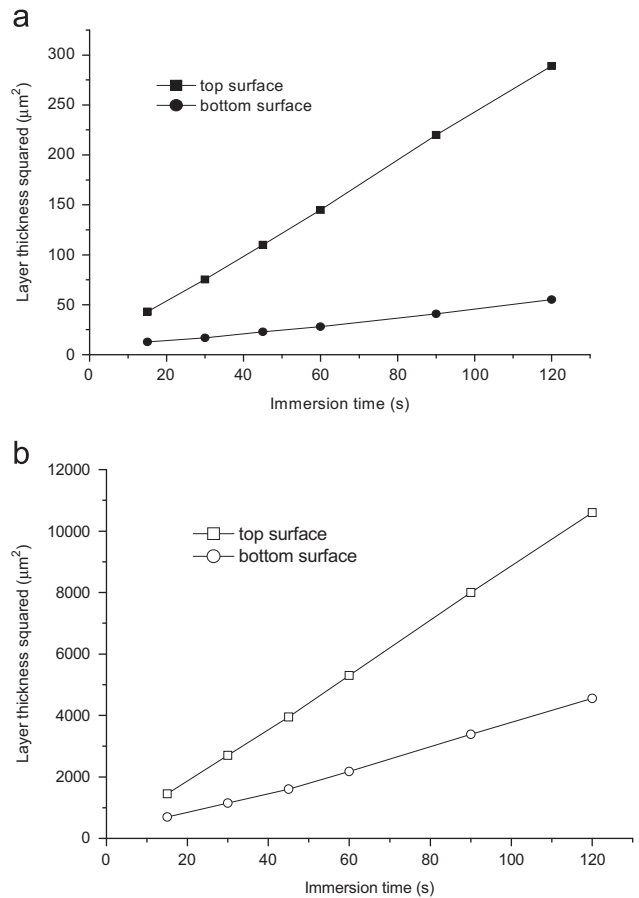 a
300
250
200
150
100
50
0
Layer thickness squared (μm²)
top surface
bottom surface
0 20 40 60 80 100 120
Immersion time (s)
b
12000
10000
8000
6000
4000
2000
0
Layer thickness squared (μm²)
top surface
bottom surface
0 20 40 60 80 100 120
Immersion time (s)